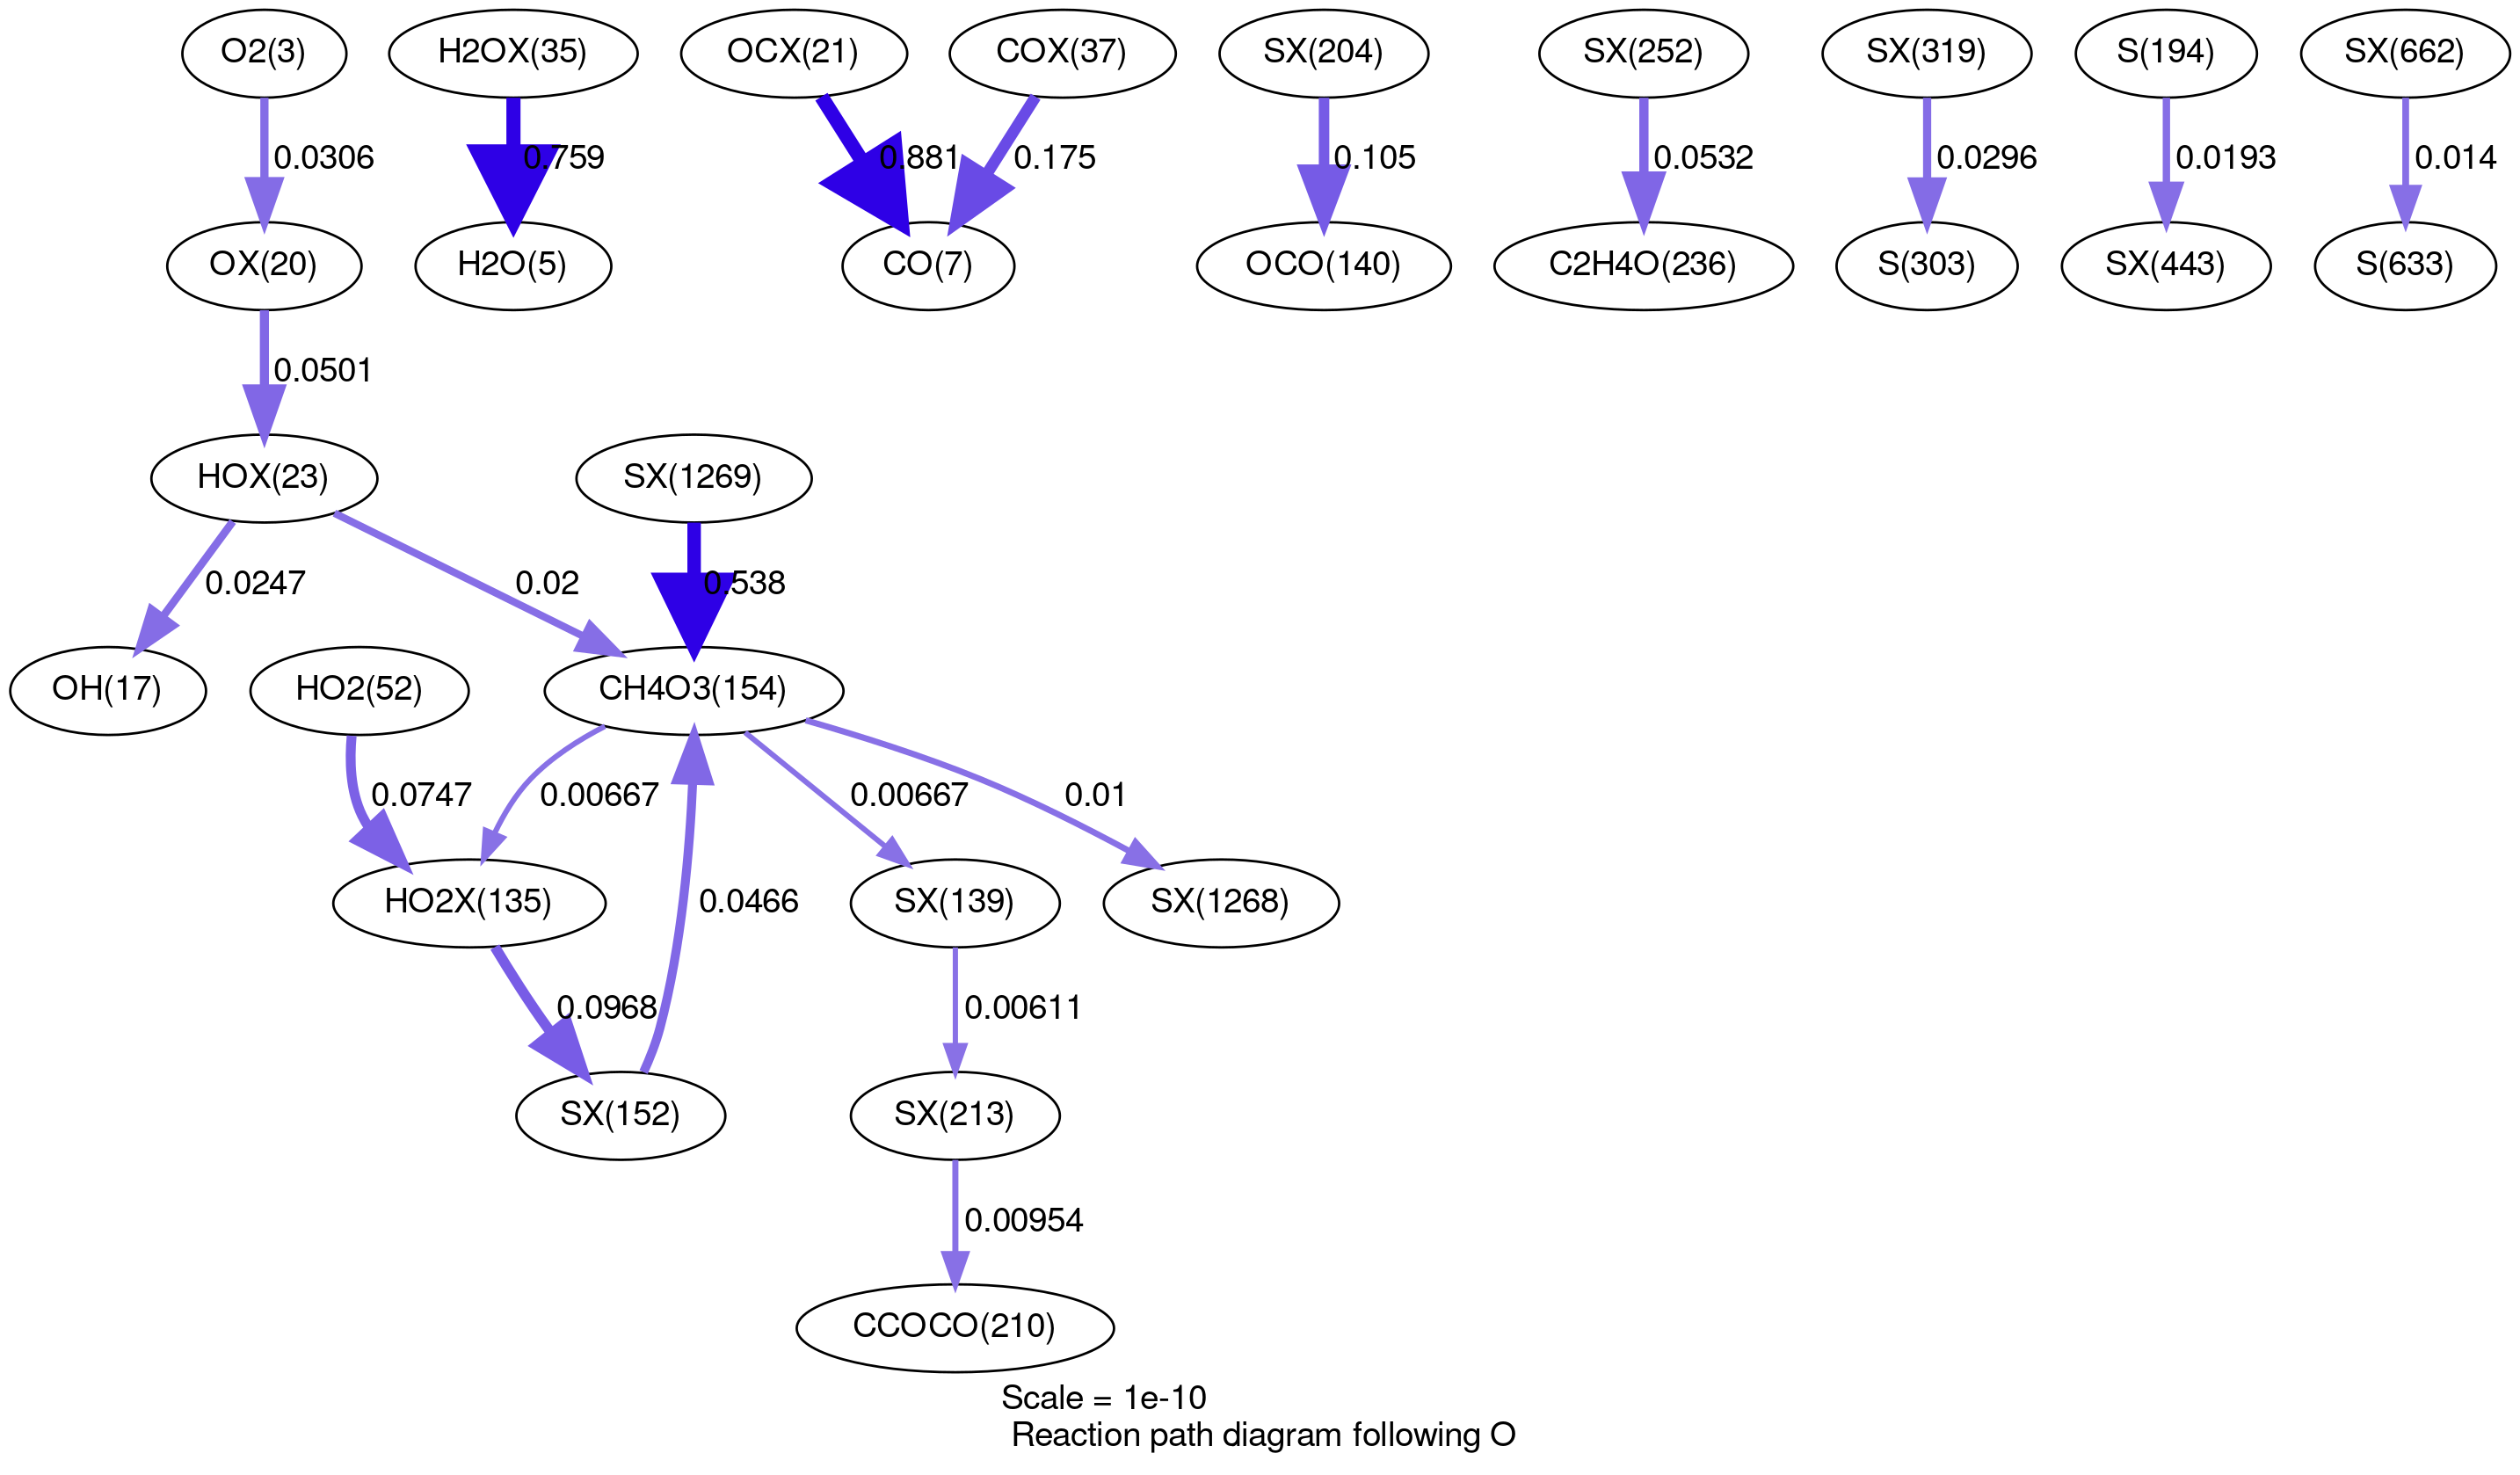 O2(3)
H2OX(35)
OCX(21)
COX(37)
SX(204)
SX(252)
SX(319)
S(194)
SX(662)
0.0306
0.759
0.881
0.175
0.105
0.0532
0.0296
0.0193
0.014
OX(20)
H2O(5)
CO(7)
OCO(140)
C2H4O(236)
S(303)
SX(443)
S(633)
0.0501
HOX(23)
SX(1269)
0.0247
0.02
0.538
OH(17)
HO2(52)
CH4O3(154)
0.0747
0.00667
0.00667
0.01
HO2X(135)
0.0466
SX(139)
SX(1268)
0.0968
0.00611
SX(152)
SX(213)
0.00954
CCOCO(210)
Scale = 1e-10
Reaction path diagram following O